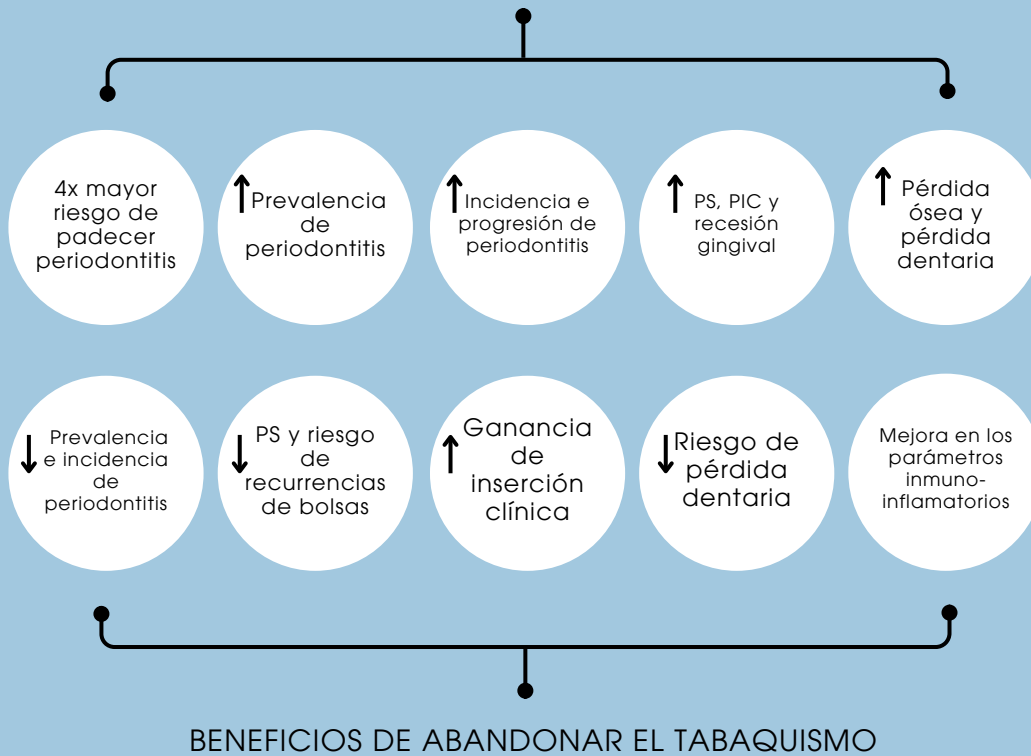 4x mayor
riesgo de
padecer
periodontitis
↑ Prevalencia
de
periodontitis
↑ Incidencia e
progresión de
periodontitis
↑ PS, PIC y
recesión
gingival
↑ Pérdida
ósea y
pérdida
dentaria
↓ Prevalencia
e incidencia
de
periodontitis
↓ PS y riesgo
de
recurrencias
de bolsas
↑ Ganancia
de
inserción
clínica
↓ Riesgo de
pérdida
dentaria
Mejora en los
parámetros
inmuno-
inflamatorios
BENEFICIOS DE ABANDONAR EL TABAQUISMO